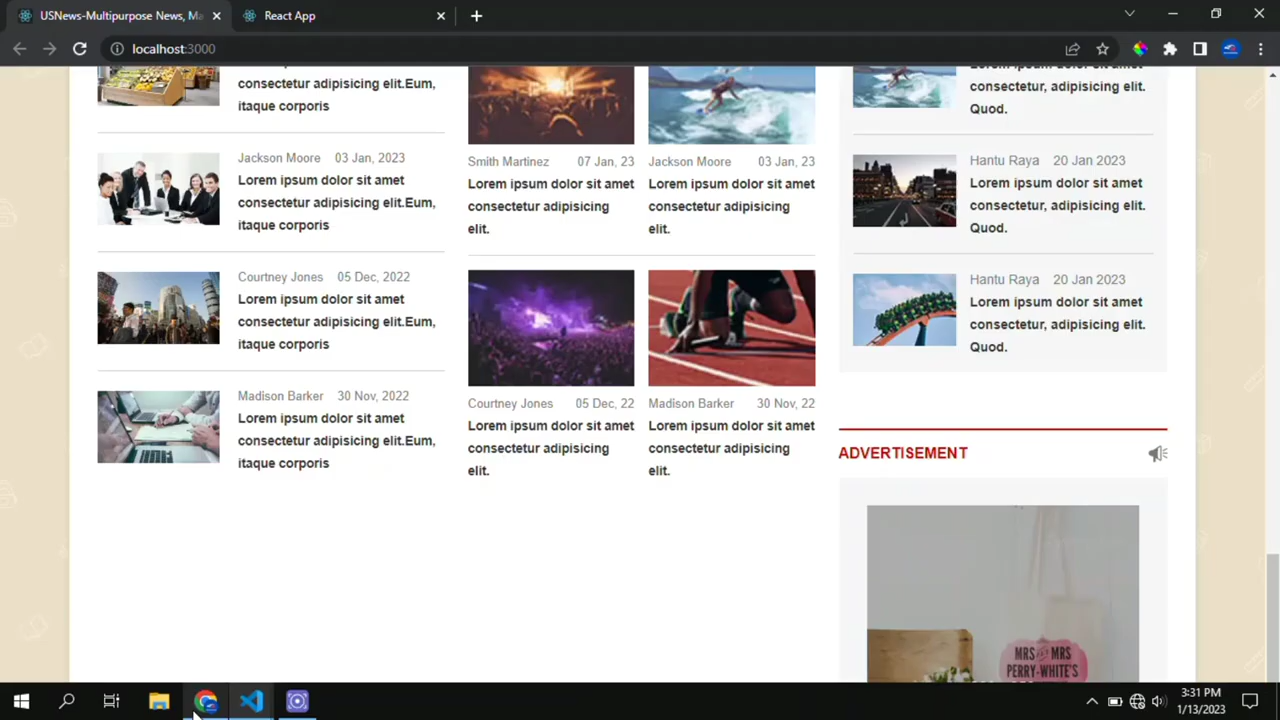 USNews-Multipurpose News, Ma
React App
localhost:3000
consectetur adipisicing elit.Eum,
itaque corporis
Jackson Moore 03 Jan, 2023
Lorem ipsum dolor sit amet
consectetur adipisicing elit.Eum,
itaque corporis
Courtney Jones 05 Dec, 2022
Lorem ipsum dolor sit amet
consectetur adipisicing elit.Eum,
itaque corporis
Madison Barker 30 Nov, 2022
Lorem ipsum dolor sit amet
consectetur adipisicing elit.Eum,
itaque corporis
Smith Martinez 07 Jan, 23
Lorem ipsum dolor sit amet
consectetur adipisicing
elit.
Jackson Moore 03 Jan, 23
Lorem ipsum dolor sit amet
consectetur adipisicing
elit.
Courtney Jones 05 Dec, 22
Lorem ipsum dolor sit amet
consectetur adipisicing
elit.
Madison Barker 30 Nov, 22
Lorem ipsum dolor sit amet
consectetur adipisicing
elit.
consectetur, adipisicing elit.
Quod.
Hantu Raya 20 Jan 2023
Lorem ipsum dolor sit amet
consectetur, adipisicing elit.
Quod.
Hantu Raya 20 Jan 2023
Lorem ipsum dolor sit amet
consectetur, adipisicing elit.
Quod.
ADVERTISEMENT
MRS AND MRS
PERRY-WHITE'S
3:31 PM
1/13/2023